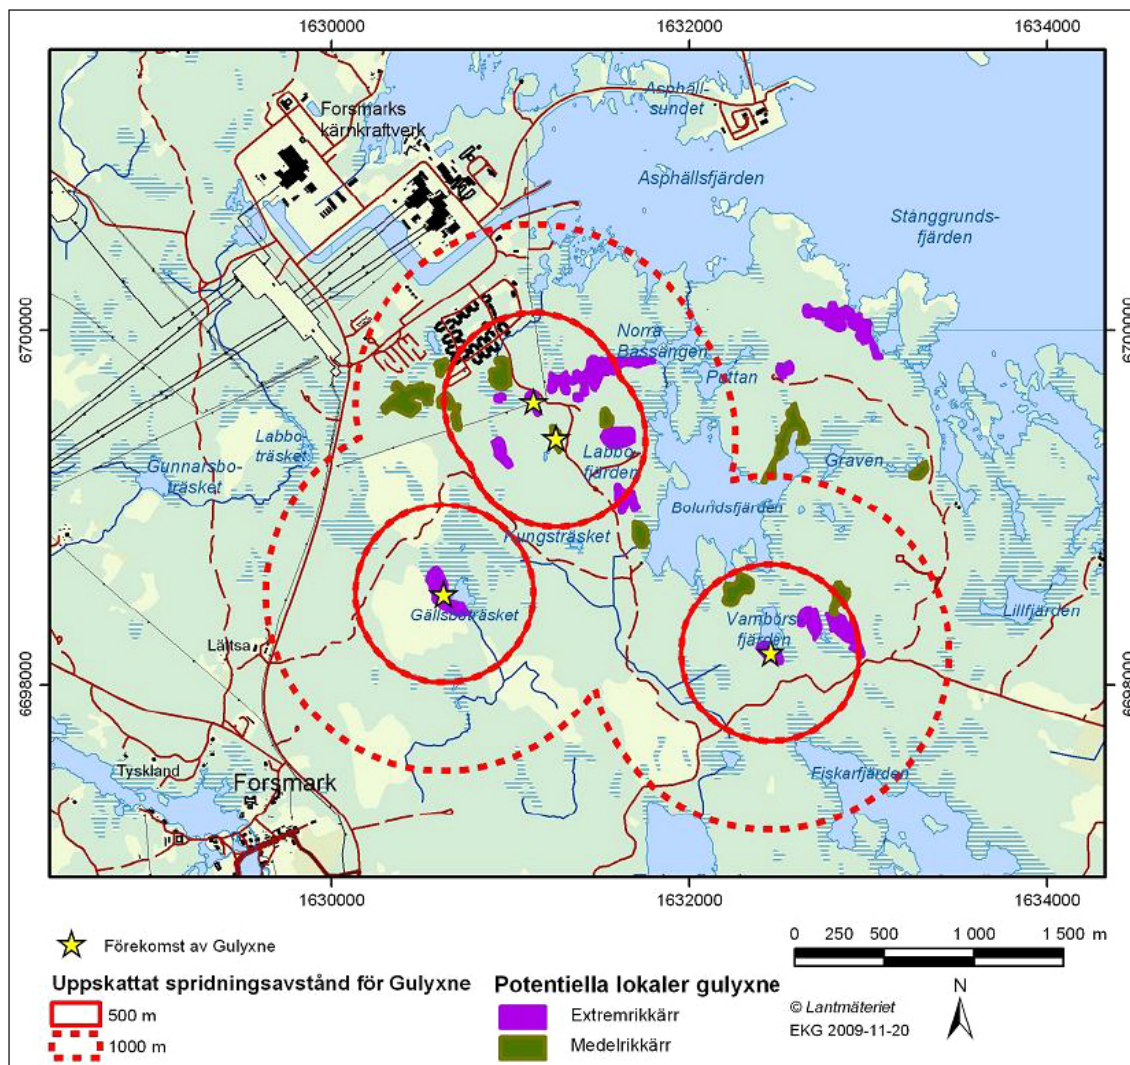 1630000 1632000 1634000
Forsmarks
kärnkraftverk
Asphäll-
sundet
Asphällsfjärden
Stånggrunds-
fjärden
6700000 6700000
Norra
Bassängen
Puttan
Labbo-
träsket
Gunnarsbo-
träsket
Labbo-
fjärden
Graven
Bolundsfjärden
Kungsträsket
Gällsboträsket
Lillfjärden
Vambörs-
fjärden
Lättsa
6698000 6698000
Tyskland
Forsmark
Fiskarfjärden
1630000 1632000 1634000
Förekomst av Gulyxne
Uppskattat spridningsavstånd för Gulyxne
500 m
1000 m
Potentiella lokaler gulyxne
Extremrikkärr
Medelrikkärr
0 250 500 1 000 1 500 m
N
© Lantmäteriet
EKG 2009-11-20